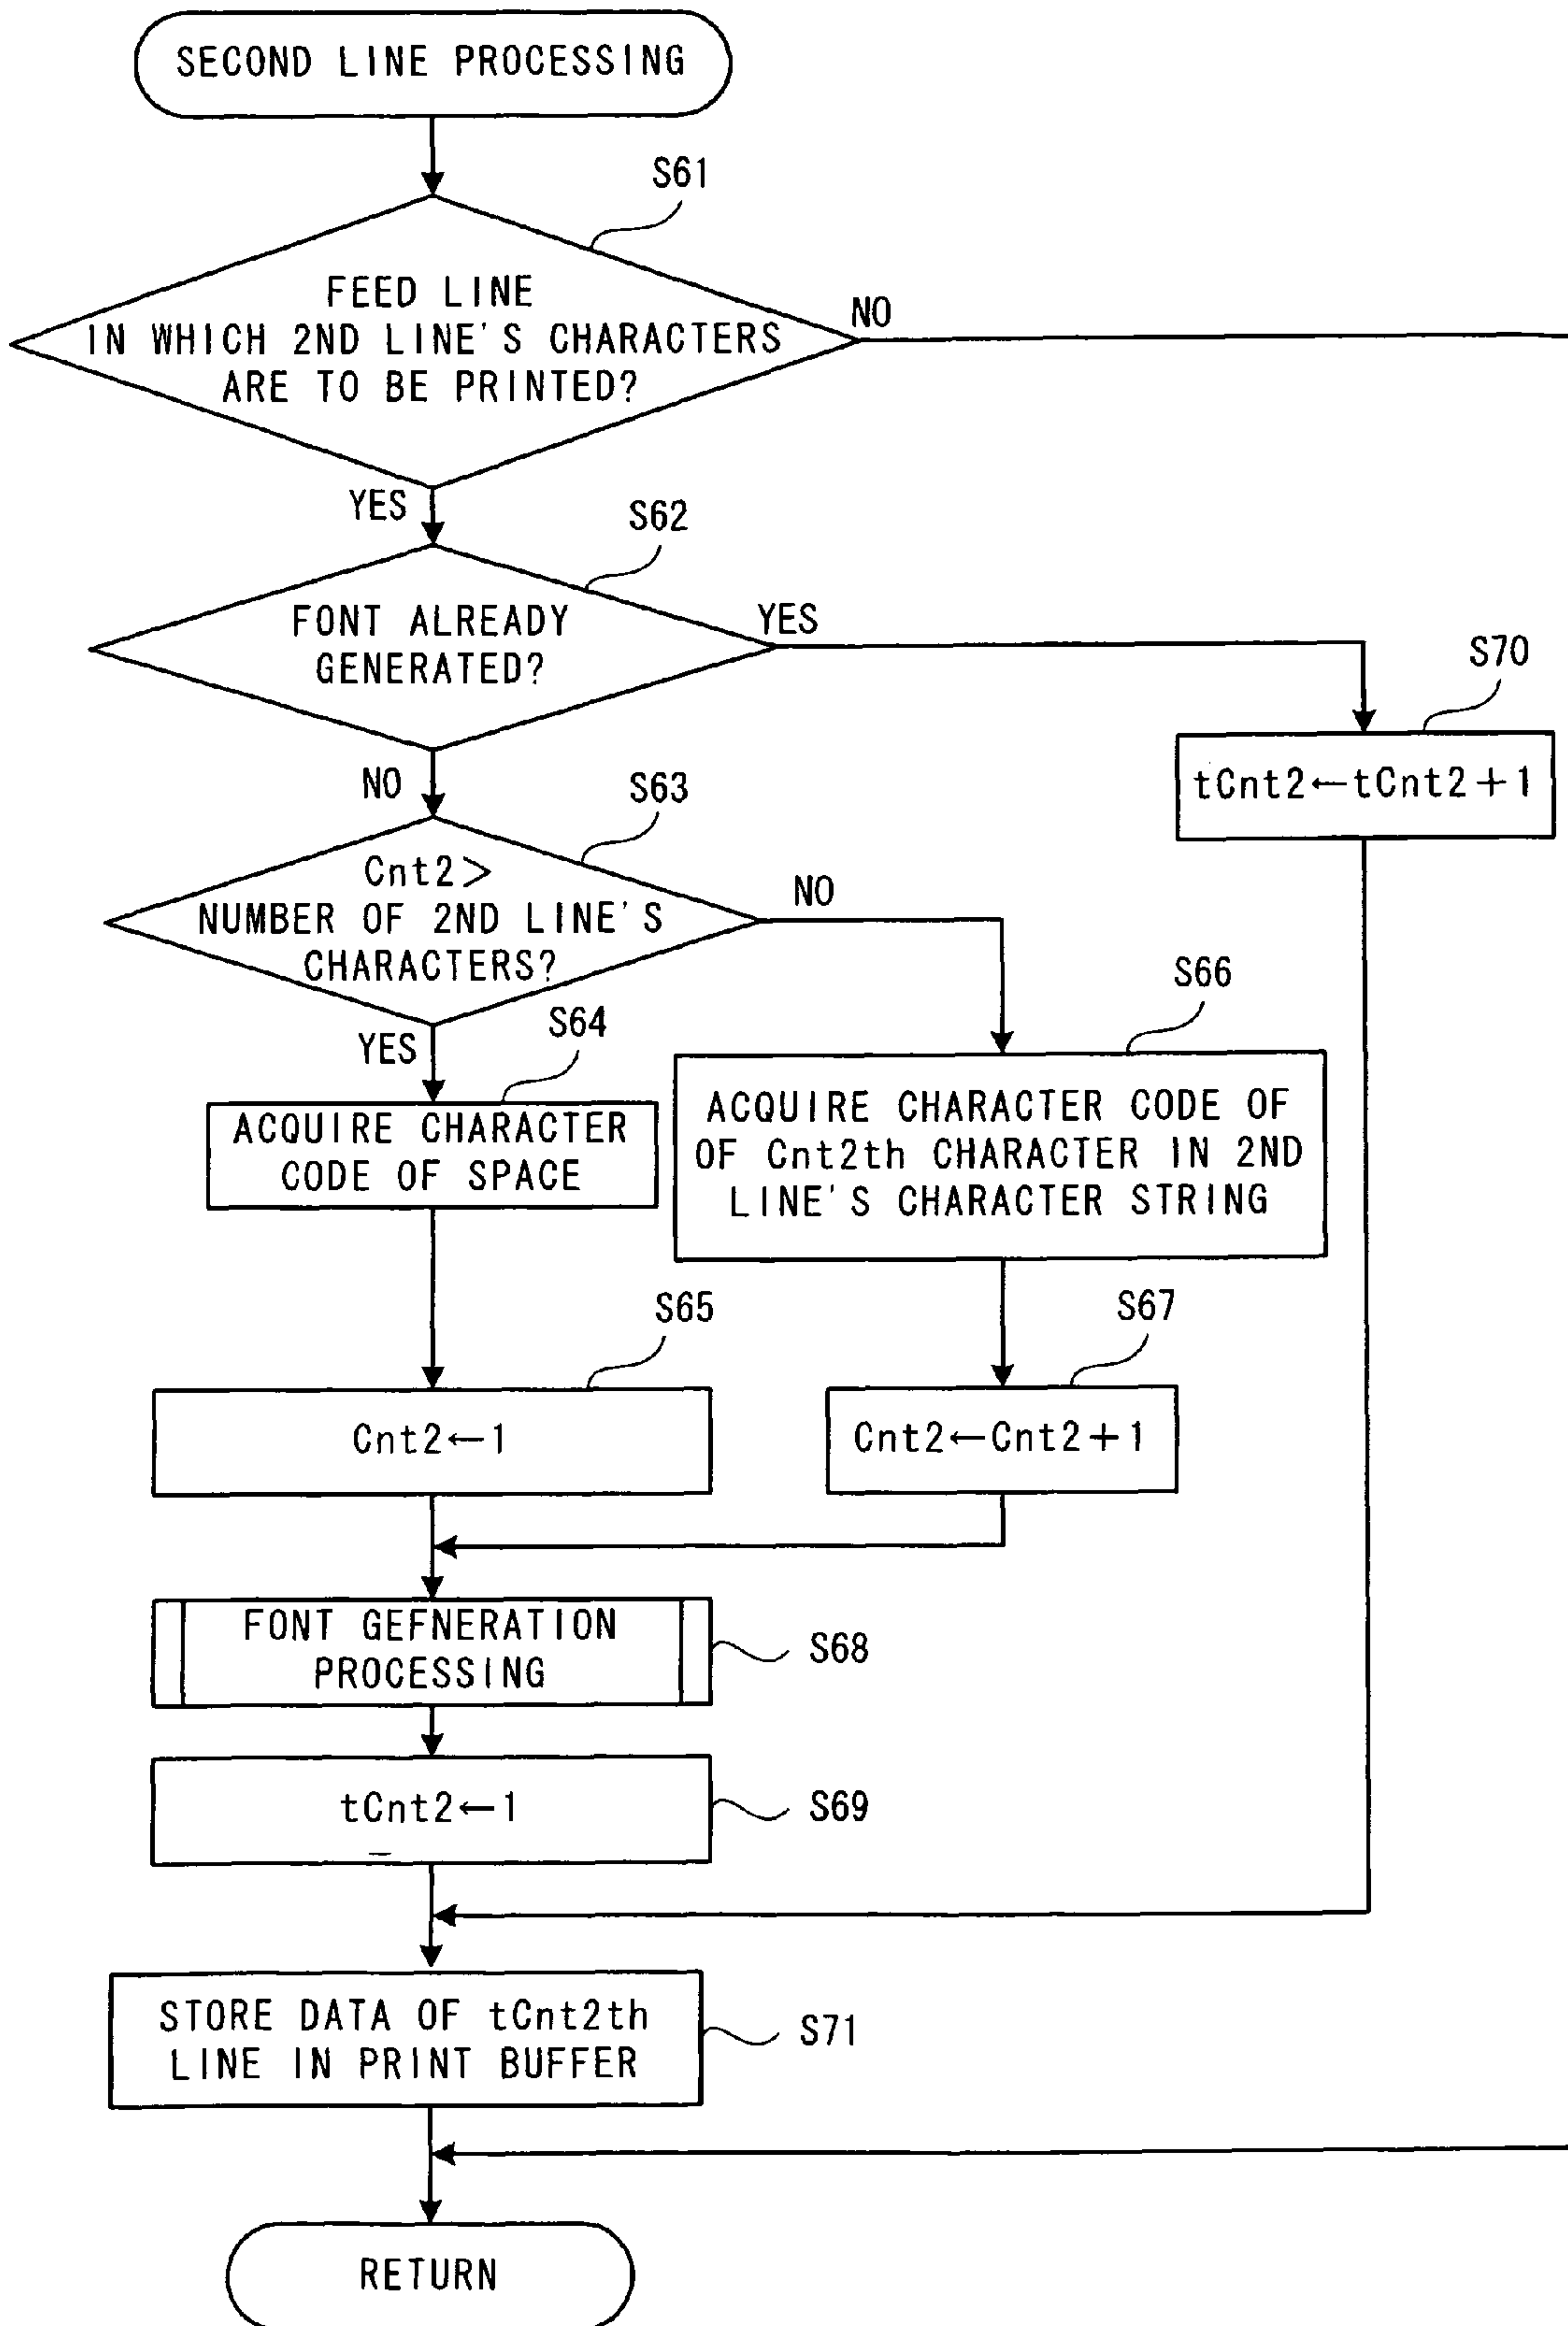 SECOND LINE PROCESSING
S61
FEED LINE
IN WHICH 2ND LINE'S CHARACTERS
ARE TO BE PRINTED?
NO
YES
S62
FONT ALREADY
GENERATED?
YES
S70
tCnt2←tCnt2+1
NO
S63
Cnt2>
NUMBER OF 2ND LINE'S
CHARACTERS?
NO
YES
S64
ACQUIRE CHARACTER
CODE OF SPACE
S66
ACQUIRE CHARACTER CODE OF
OF Cnt2th CHARACTER IN 2ND
LINE'S CHARACTER STRING
S65
Cnt2←1
S67
Cnt2←Cnt2+1
FONT GEFNERATION
PROCESSING
S68
tCnt2←1
S69
STORE DATA OF tCnt2th
LINE IN PRINT BUFFER
S71
RETURN